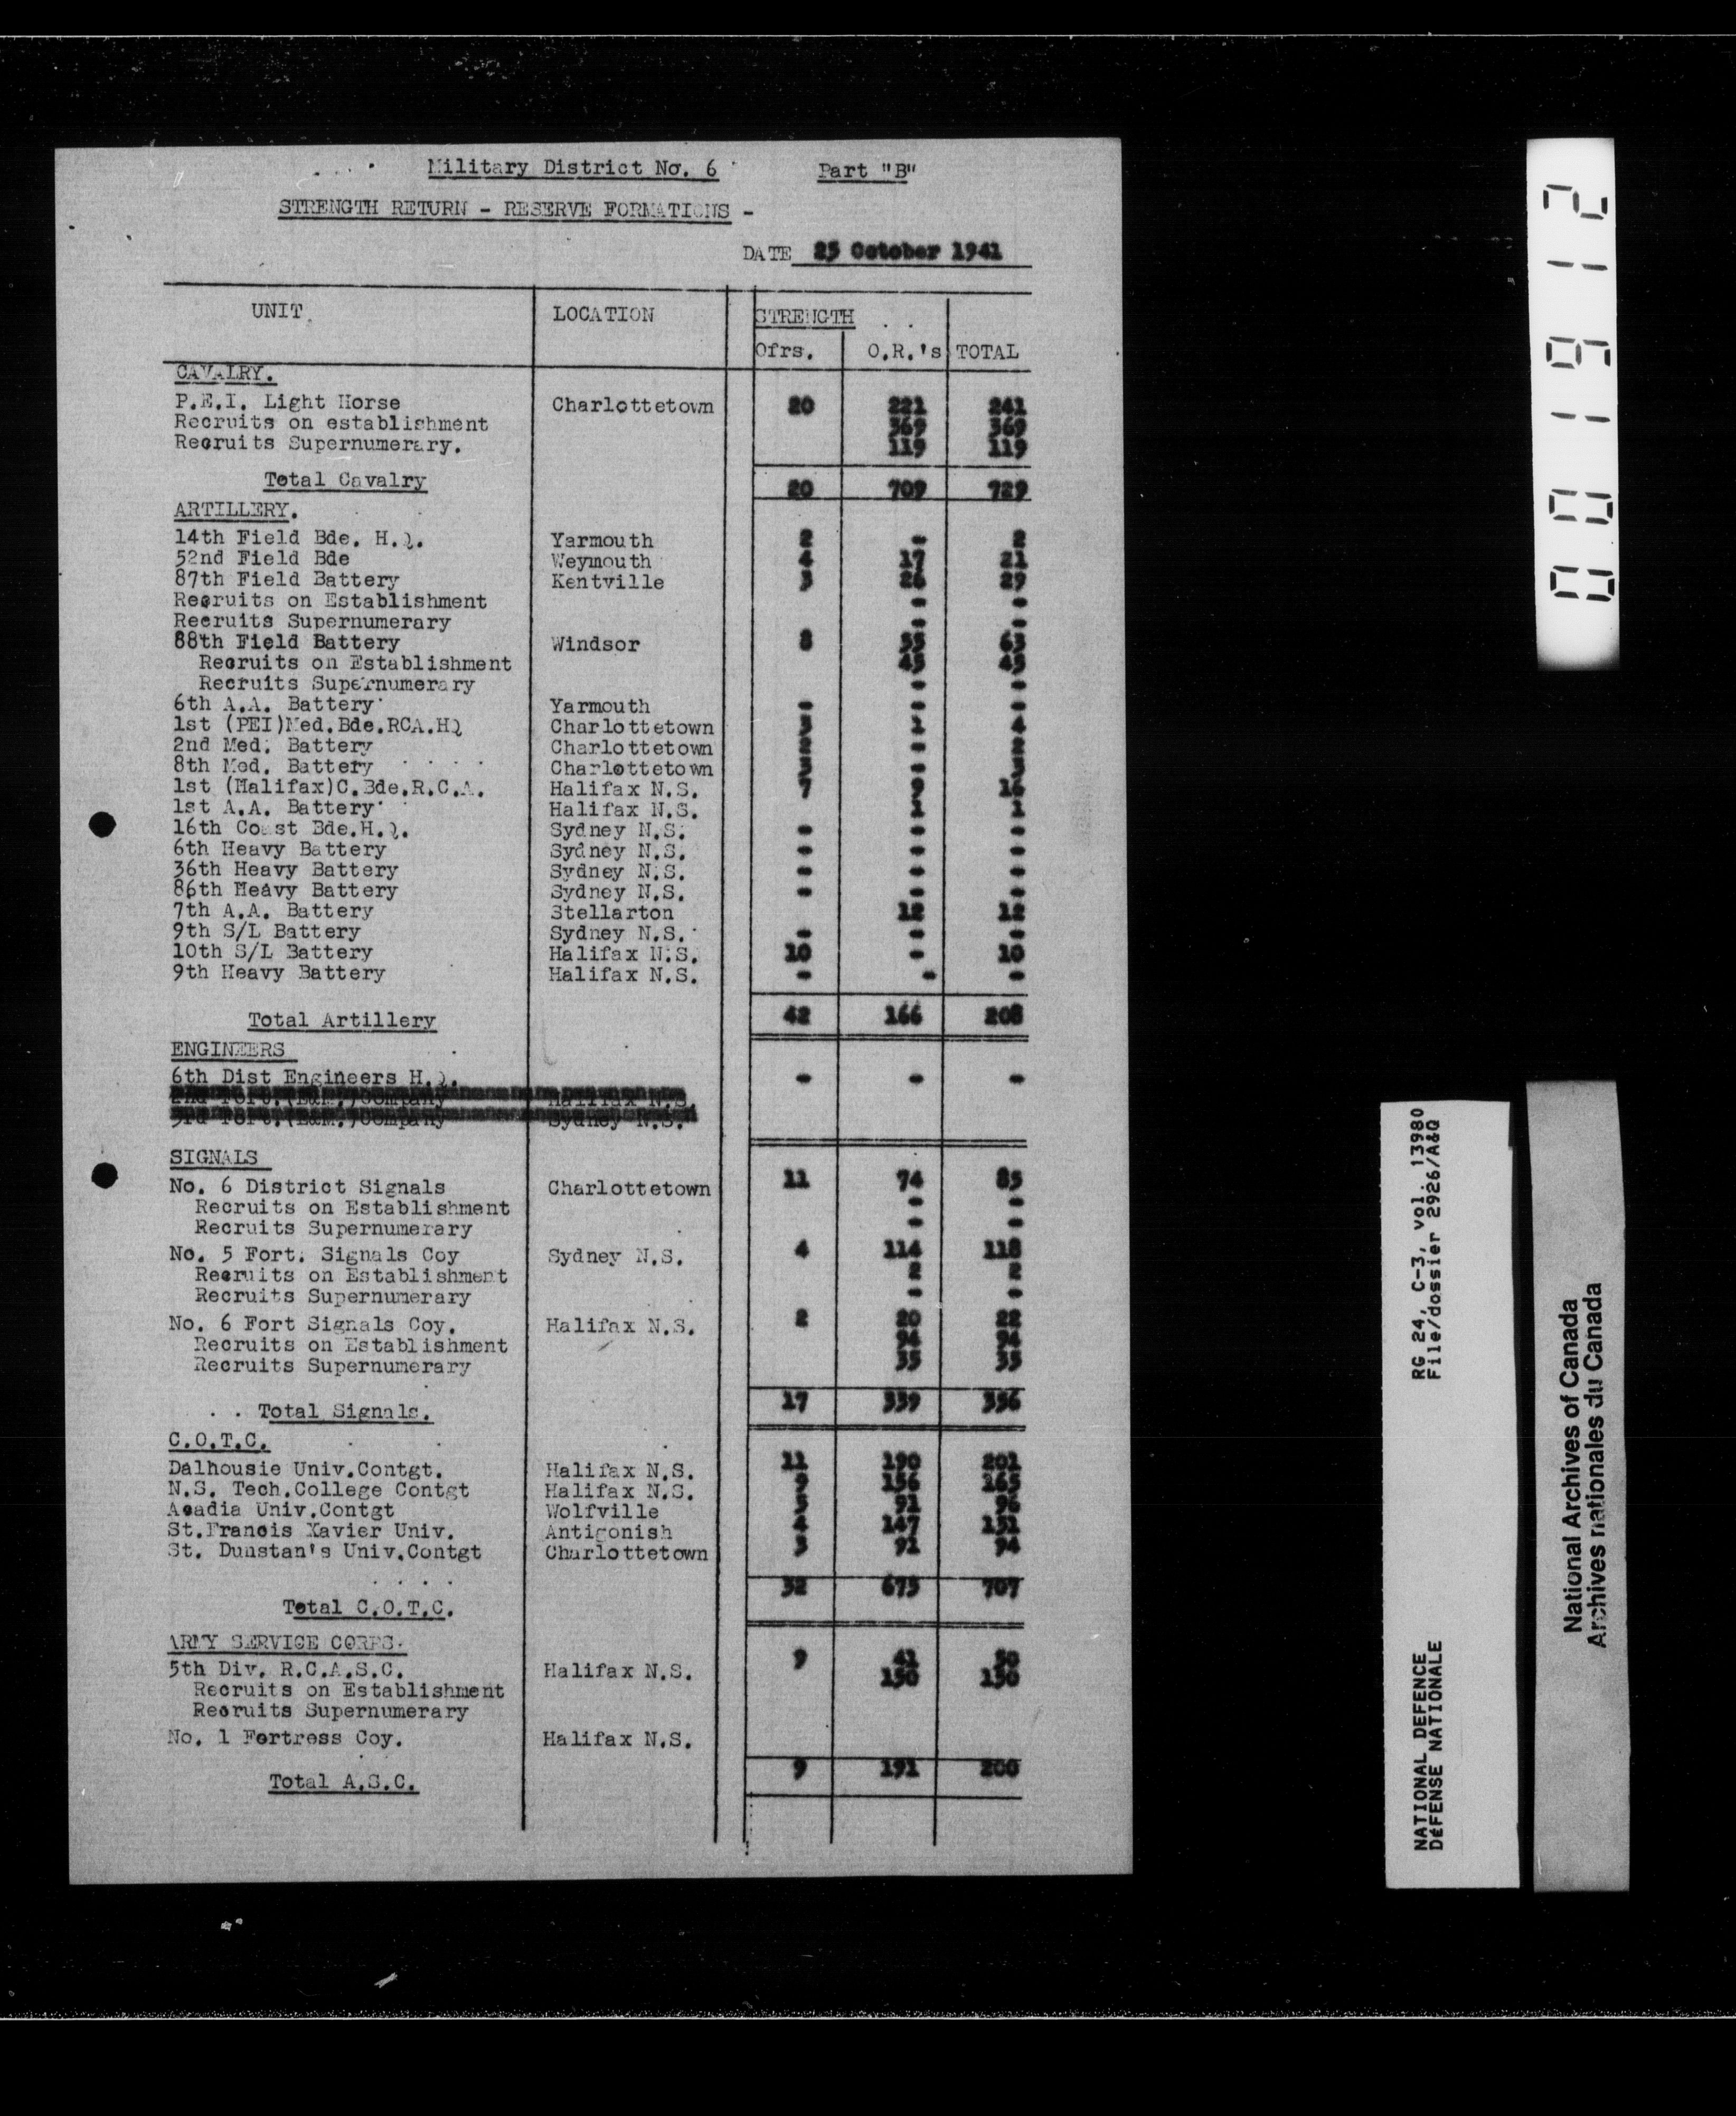 Military District No. 6 Part "B"
STRENGTH RETURN - RESERVE FORMATIONS -
DATE 25 October 1941
UNIT LOCATION STRENGTH
Ofrs. O.R.'s TOTAL
CAVALRY.
P.E.I. Light Horse Charlottetown 20 221 241
Recruits on establishment 369 369
Recruits Supernumerary. 119 119
Total Cavalry 20 709 729
ARTILLERY.
14th Field Bde. H.Q. Yarmouth 2 - 2
52nd Field Bde Weymouth 4 17 21
87th Field Battery Kentville 3 26 29
Recruits on Establishment - -
Recruits Supernumerary - -
88th Field Battery Windsor 8 55 63
Recruits on Establishment 45 45
Recruits Supernumerary - -
6th A.A. Battery Yarmouth - - -
1st (PEI)Med.Bde.RCA.HQ Charlottetown 3 1 4
2nd Med. Battery Charlottetown 2 - 2
8th Med. Battery Charlottetown 3 - 3
1st (Halifax)C.Bde.R.C.A. Halifax N.S. 7 9 16
1st A.A. Battery Halifax N.S. 1 1
16th Coast Bde.H.Q. Sydney N.S. - - -
6th Heavy Battery Sydney N.S. - - -
36th Heavy Battery Sydney N.S. - - -
86th Heavy Battery Sydney N.S. - - -
7th A.A. Battery Stellarton 12 12
9th S/L Battery Sydney N.S. - - -
10th S/L Battery Halifax N.S. 10 - 10
9th Heavy Battery Halifax N.S. - - -
Total Artillery 42 166 208
ENGINEERS
6th Dist Engineers H.Q. - - -
2nd Fort.(E&M.)Company Halifax N.S.
3rd Fort.(E&M.)Company Sydney N.S.
SIGNALS
No. 6 District Signals Charlottetown 11 74 85
Recruits on Establishment - -
Recruits Supernumerary - -
No. 5 Fort. Signals Coy Sydney N.S. 4 114 118
Recruits on Establishment 2 2
Recruits Supernumerary - -
No. 6 Fort Signals Coy. Halifax N.S. 2 20 22
Recruits on Establishment 94 94
Recruits Supernumerary 35 35
Total Signals. 17 339 356
C.O.T.C.
Dalhousie Univ.Contgt. Halifax N.S. 11 190 201
N.S. Tech.College Contgt Halifax N.S. 9 156 165
Acadia Univ.Contgt Wolfville 5 91 96
St.Francis Xavier Univ. Antigonish 4 147 151
St. Dunstan's Univ.Contgt Charlottetown 3 91 94
Total C.O.T.C. 32 675 707
ARMY SERVICE CORPS.
5th Div. R.C.A.S.C. Halifax N.S. 9 41 50
Recruits on Establishment 150 150
Recruits Supernumerary
No. 1 Fortress Coy. Halifax N.S.
Total A.S.C. 9 191 200
001912
RG 24, C-3, vol. 13980
File/dossier 2926/A&Q
NATIONAL DEFENCE
DÉFENSE NATIONALE
National Archives of Canada
Archives nationales du Canada